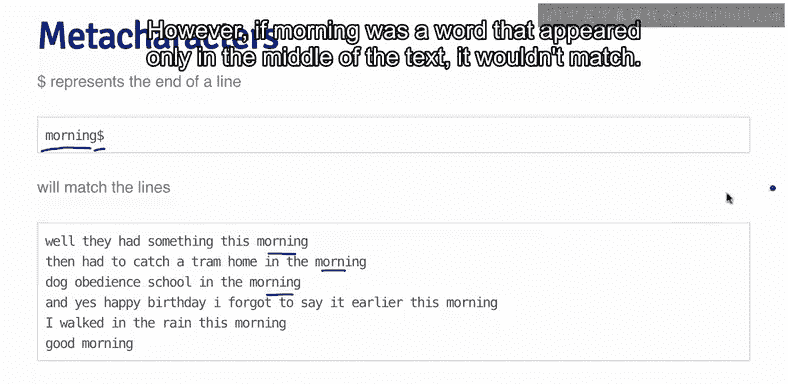 Metacharacters
However, if morning was a word that appeared
only in the middle of the text, it wouldn't match.
$ represents the end of a line
morning$
will match the lines
well they had something this morning
then had to catch a tram home in the morning
dog obedience school in the morning
and yes happy birthday i forgot to say it earlier this morning
I walked in the rain this morning
good morning